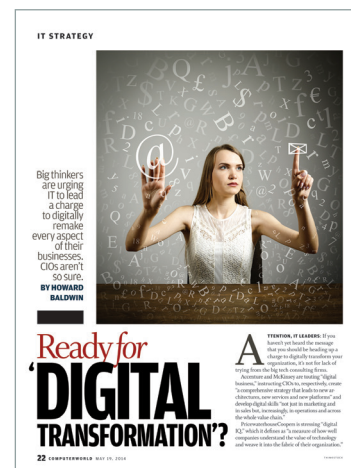 IT STRATEGY
Big thinkers
are urging
IT to lead
a charge
to digitally
remake
every aspect
of their
businesses.
CIOs aren't
so sure.
BY HOWARD
BALDWIN
Ready for
'DIGITAL
TRANSFORMATION'?
ATTENTION, IT LEADERS: If you
haven't yet heard the message
that you should be heading up a
charge to digitally transform your
organization, it's not for lack of
trying from the big tech consulting firms.
Accenture and McKinsey are touting "digital
business," instructing CIOs to, respectively, create
"a comprehensive strategy that leads to new ar-
chitectures, new services and new platforms" and
develop digital skills "not just in marketing and
in sales but, increasingly, in operations and across
the whole value chain."
PricewaterhouseCoopers is stressing "digital
IQ," which it defines as "a measure of how well
companies understand the value of technology
and weave it into the fabric of their organization."
22 COMPUTERWORLD MAY 19, 2014